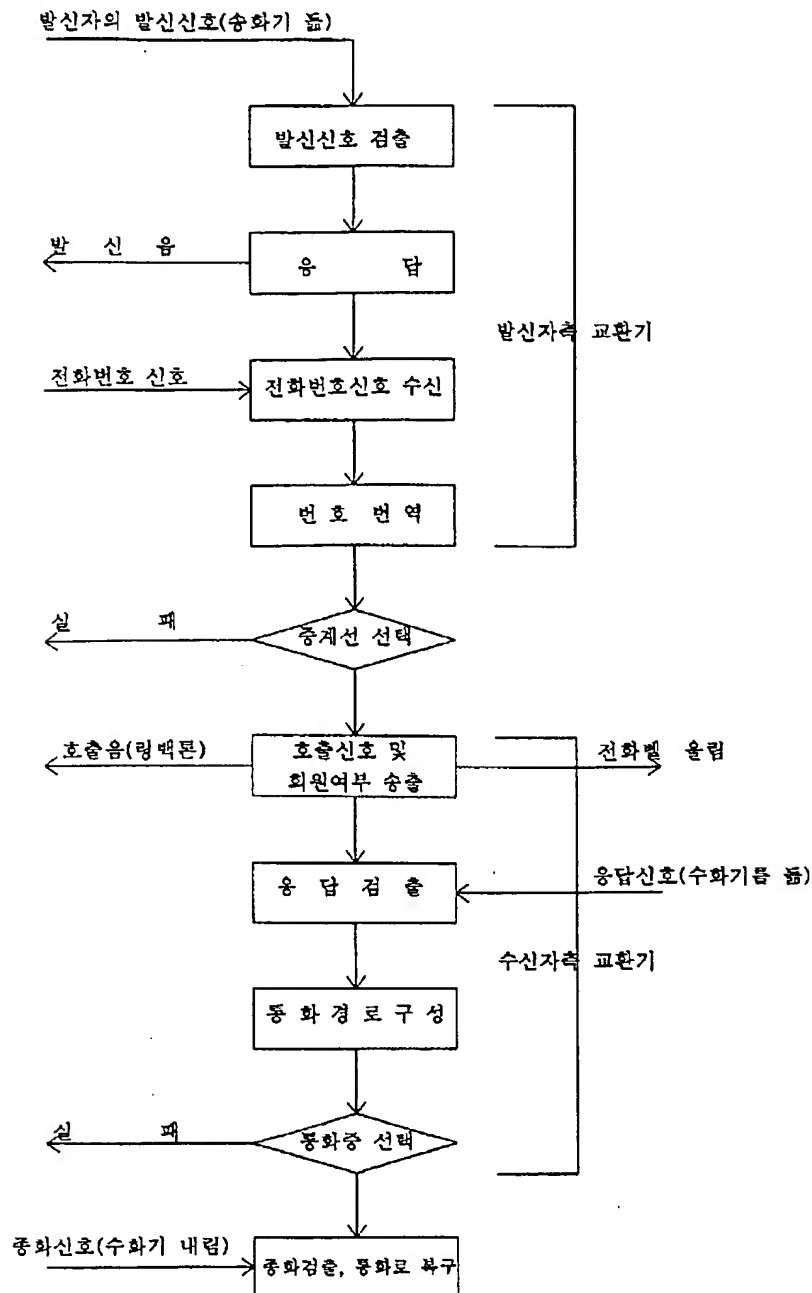 발신자의 발신신호(송화기 듦)
발신신호 검출
발 신 음
응 답
발신자측 교환기
전화번호 신호
전화번호신호 수신
번 호 번 역
실 패
중계선 선택
호출음(링백톤)
호출신호 및
회원여부 송출
전화벨 울림
응 답 검 출
응답신호(수화기를 듦)
수신자측 교환기
통 화 경 로 구 성
실 패
통화중 선택
종화신호(수화기 내림)
종화검출, 통화로 복구